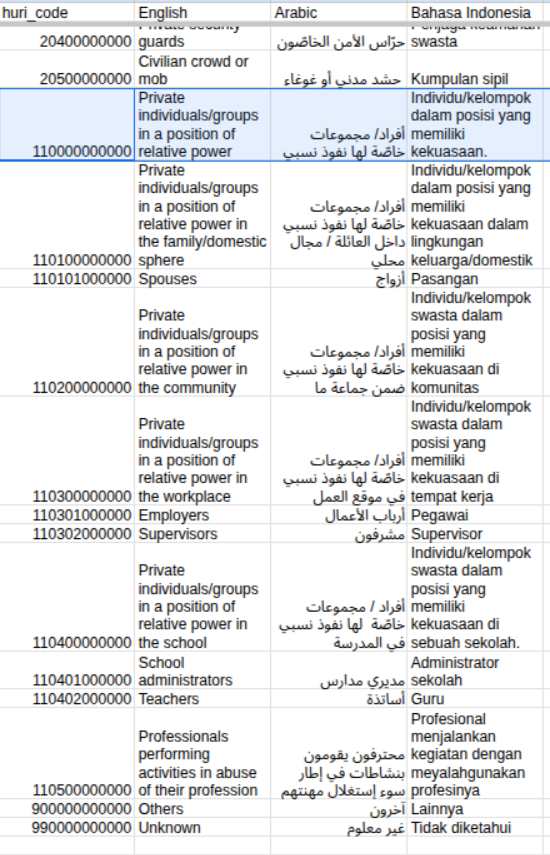 huri_code English Arabic Bahasa Indonesia
20400000000 guards حرّاس الأمن الخاصّون swasta
Civilian crowd or
20500000000 mob حشد مدني أو غوغاء Kumpulan sipil
Private Individu/kelompok
individuals/groups dalam posisi yang
in a position of أفراد/ مجموعات memiliki
110000000000 relative power خاصّة لها نفوذ نسبي kekuasaan.
Private Individu/kelompok
individuals/groups dalam posisi yang
in a position of أفراد/ مجموعات memiliki
relative power in خاصّة لها نفوذ نسبي kekuasaan dalam
the family/domestic داخل العائلة / مجال lingkungan
110100000000 sphere محلي keluarga/domestik
110101000000 Spouses أزواج Pasangan
Individu/kelompok
Private swasta dalam
individuals/groups posisi yang
in a position of أفراد/ مجموعات memiliki
relative power in خاصّة لها نفوذ نسبي kekuasaan di
110200000000 the community ضمن جماعة ما komunitas
Individu/kelompok
Private swasta dalam
individuals/groups posisi yang
in a position of أفراد/ مجموعات memiliki
relative power in خاصّة لها نفوذ نسبي kekuasaan di
110300000000 the workplace في موقع العمل tempat kerja
110301000000 Employers أرباب الأعمال Pegawai
110302000000 Supervisors مشرفون Supervisor
Individu/kelompok
Private swasta dalam
individuals/groups posisi yang
in a position of أفراد / مجموعات memiliki
relative power in خاصّة لها نفوذ نسبي kekuasaan di
110400000000 the school في المدرسة sebuah sekolah.
School Administrator
110401000000 administrators مديري مدارس sekolah
110402000000 Teachers أساتذة Guru
Profesional
Professionals menjalankan
performing محترفون يقومون kegiatan dengan
activities in abuse بنشاطات في إطار meyalahgunakan
110500000000 of their profession سوء إستغلال مهنتهم profesinya
900000000000 Others آخرون Lainnya
990000000000 Unknown غير معلوم Tidak diketahui